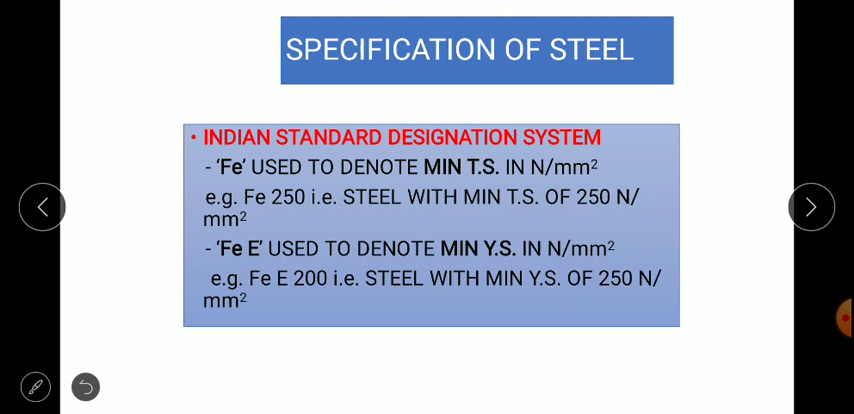 SPECIFICATION OF STEEL
• INDIAN STANDARD DESIGNATION SYSTEM
- ‘Fe’ USED TO DENOTE MIN T.S. IN N/mm²
e.g. Fe 250 i.e. STEEL WITH MIN T.S. OF 250 N/
mm²
- ‘Fe E’ USED TO DENOTE MIN Y.S. IN N/mm²
e.g. Fe E 200 i.e. STEEL WITH MIN Y.S. OF 250 N/
mm²